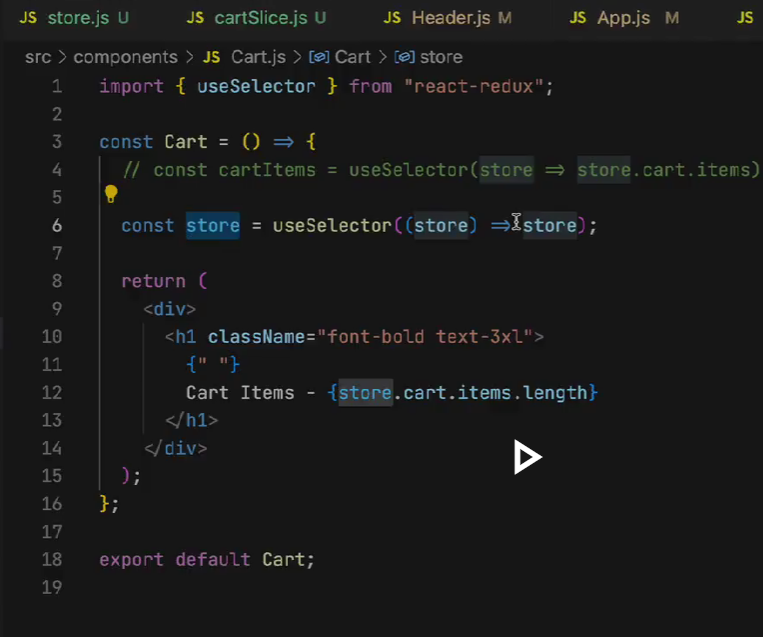 JS store.js U JS cartSlice.js U JS Header.js M JS App.js M JS
src > components > JS Cart.js > Cart > store
1 import { useSelector } from "react-redux";
2
3 const Cart = () => {
4 // const cartItems = useSelector(store => store.cart.items)
5
6 const store = useSelector((store) => store);
7
8 return (
9 <div>
10 <h1 className="font-bold text-3xl">
11 {" "}
12 Cart Items - {store.cart.items.length}
13 </h1>
14 </div>
15 );
16 };
17
18 export default Cart;
19